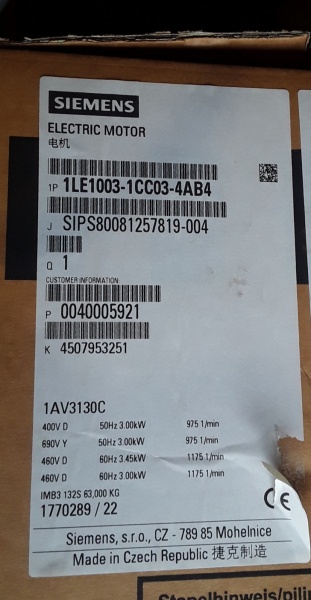 SIEMENS
ELECTRIC MOTOR
电机
1P 1LE1003-1CC03-4AB4
J SIPS80081257819-004
Q 1
CUSTOMER INFORMATION:
P 0040005921
K 4507953251
1AV3130C
400V D 50Hz 3.00kW 975 1/min
690V Y 50Hz 3.00kW 975 1/min
460V D 60Hz 3.45kW 1175 1/min
460V D 60Hz 3.00kW 1175 1/min
IMB3 132S 63,000 KG
1770289 / 22
CE
Siemens, s.r.o., CZ - 789 85 Mohelnice
Made in Czech Republic 捷克制造
Stapelhinweis/pilin